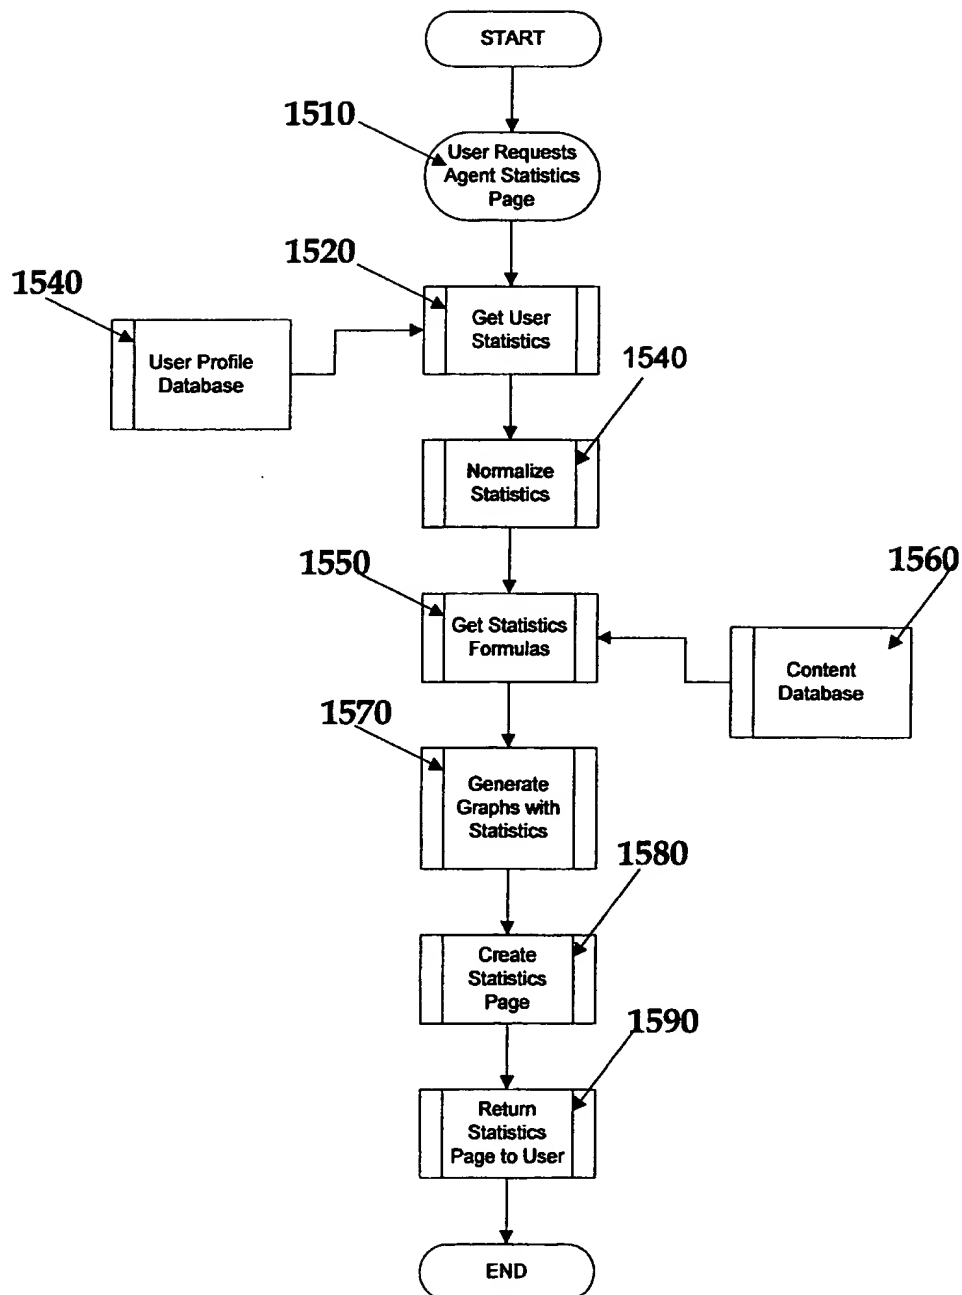 START
1510
User Requests
Agent Statistics
Page
1520
1540
Get User
Statistics
User Profile
Database
1540
Normalize
Statistics
1550
1560
Get Statistics
Formulas
Content
Database
1570
Generate
Graphs with
Statistics
1580
Create
Statistics
Page
1590
Return
Statistics
Page to User
END